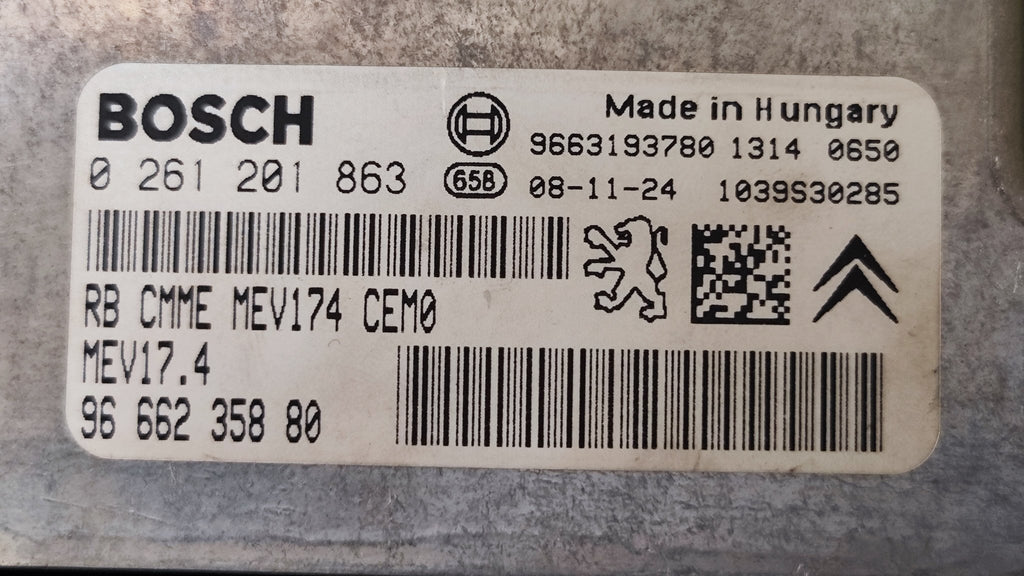 BOSCH
Made in Hungary
9663193780 1314 0650
0 261 201 863
65B
08-11-24 1039S30285
RB CMME MEV174 CEM0
MEV17.4
96 662 358 80